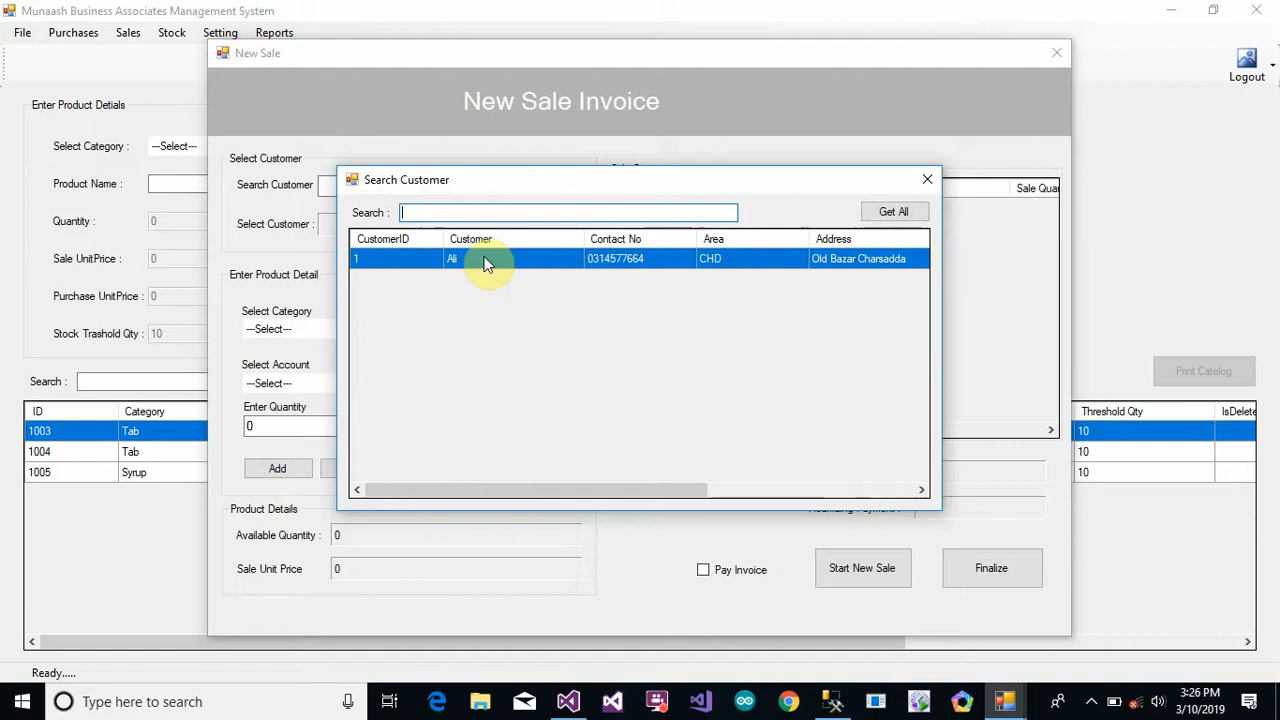 Munaash Business Associates Management System
File Purchases Sales Stock Setting Reports
New Sale
Logout
New Sale Invoice
Enter Product Detials
Select Category : ---Select---
Product Name :
Quantity : 0
Sale UnitPrice : 0
Purchase UnitPrice : 0
Stock Trashold Qty : 10
Search :
Print Catelog
ID Category Threshold Qty IsDelete
1003 Tab 10
1004 Tab 10
1005 Syrup 10
Select Customer
Search Customer
Select Customer :
Sale Quar
Enter Product Detail
Select Category
---Select---
Select Account
---Select---
Enter Quantity
0
Add
Product Details
Available Quantity : 0
Sale Unit Price 0
Pay Invoice
Start New Sale
Finalize
Search Customer
Search :
Get All
CustomerID Customer Contact No Area Address
1 Ali 0314577664 CHD Old Bazar Charsadda
Ready.....
Type here to search
3:26 PM
3/10/2019